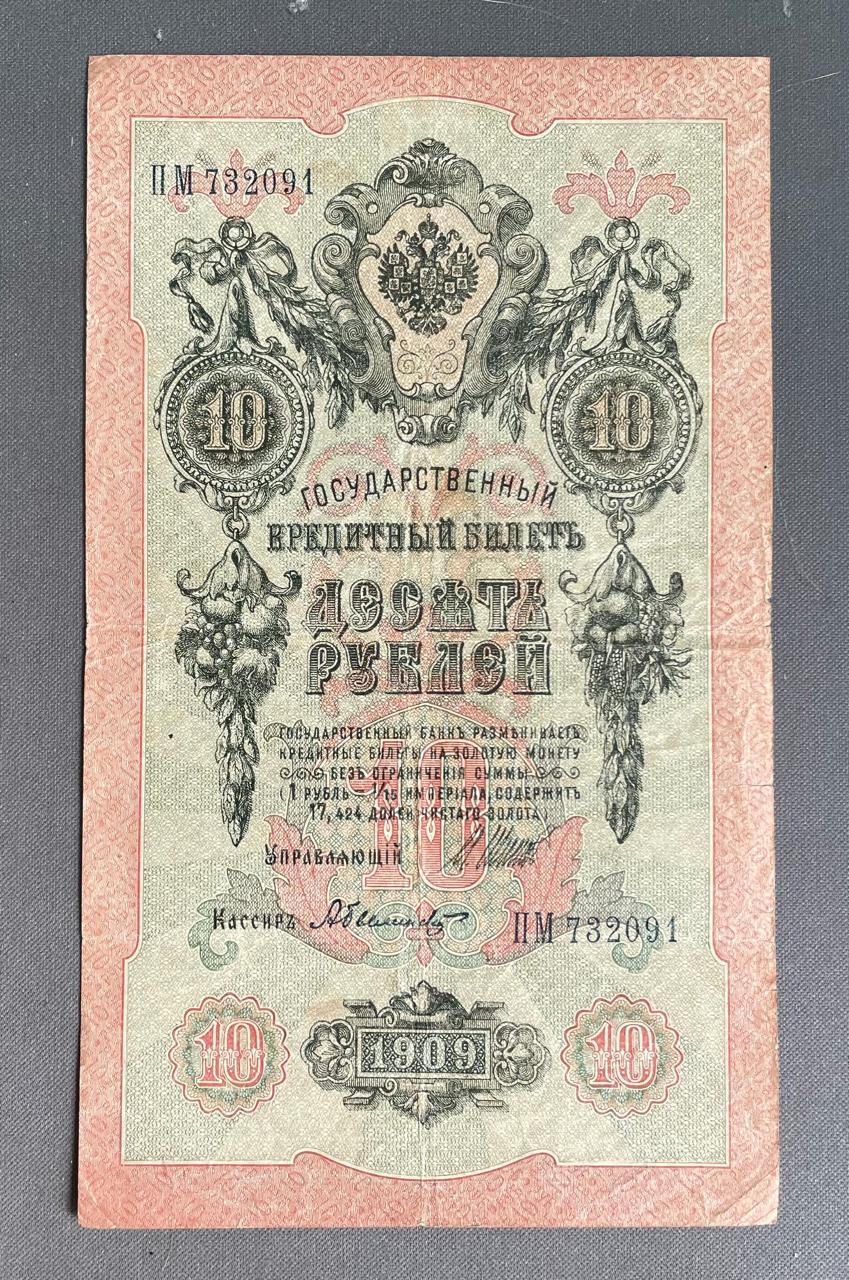 ПМ 732091
10 10
ГОСУДАРСТВЕННЫЙ
КРЕДИТНЫЙ БИЛЕТЪ
ДЕСЯТЬ
РУБЛЕЙ
10
ГОСУДАРСТВЕННЫЙ БАНКЪ РАЗМѢНИВАЕТЪ
КРЕДИТНЫЕ БИЛЕТЫ НА ЗОЛОТУЮ МОНЕТУ
БЕЗЪ ОГРАНИЧЕНІЯ СУММЫ
(1 РУБЛЬ = 1/15 ИМПЕРІАЛА, СОДЕРЖИТЪ
17,424 ДОЛЕЙ ЧИСТАГО ЗОЛОТА)
УПРАВЛЯЮЩІЙ
КАССИРЪ
ПМ 732091
10 1909 10